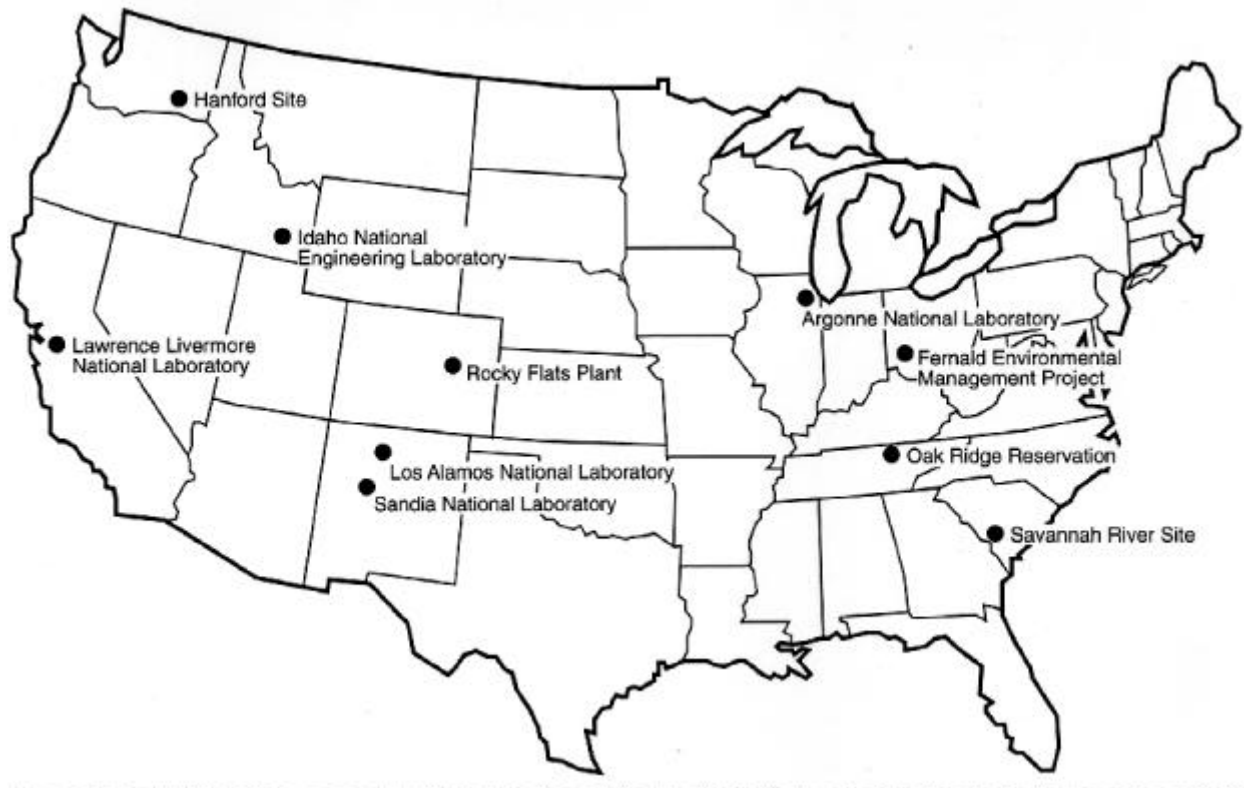 Hanford Site
Idaho National
Engineering Laboratory
Argonne National Laboratory
Lawrence Livermore
National Laboratory
Rocky Flats Plant
Fernald Environmental
Management Project
Los Alamos National Laboratory
Sandia National Laboratory
Oak Ridge Reservation
Savannah River Site